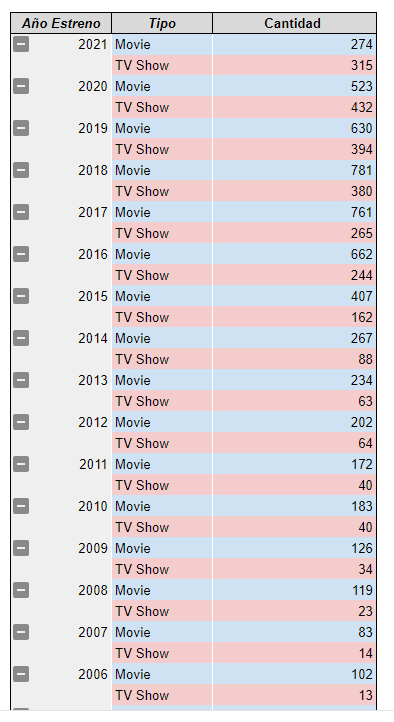 Año Estreno Tipo Cantidad
2021 Movie 274
TV Show 315
2020 Movie 523
TV Show 432
2019 Movie 630
TV Show 394
2018 Movie 781
TV Show 380
2017 Movie 761
TV Show 265
2016 Movie 662
TV Show 244
2015 Movie 407
TV Show 162
2014 Movie 267
TV Show 88
2013 Movie 234
TV Show 63
2012 Movie 202
TV Show 64
2011 Movie 172
TV Show 40
2010 Movie 183
TV Show 40
2009 Movie 126
TV Show 34
2008 Movie 119
TV Show 23
2007 Movie 83
TV Show 14
2006 Movie 102
TV Show 13